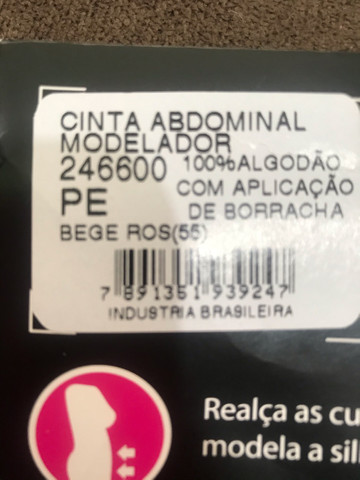 CINTA ABDOMINAL
MODELADOR
246600 100%ALGODÃO
PE COM APLICAÇÃO
DE BORRACHA
BEGE ROS(55)
7 891351 939247
INDUSTRIA BRASILEIRA
Realça as cu
modela a sil